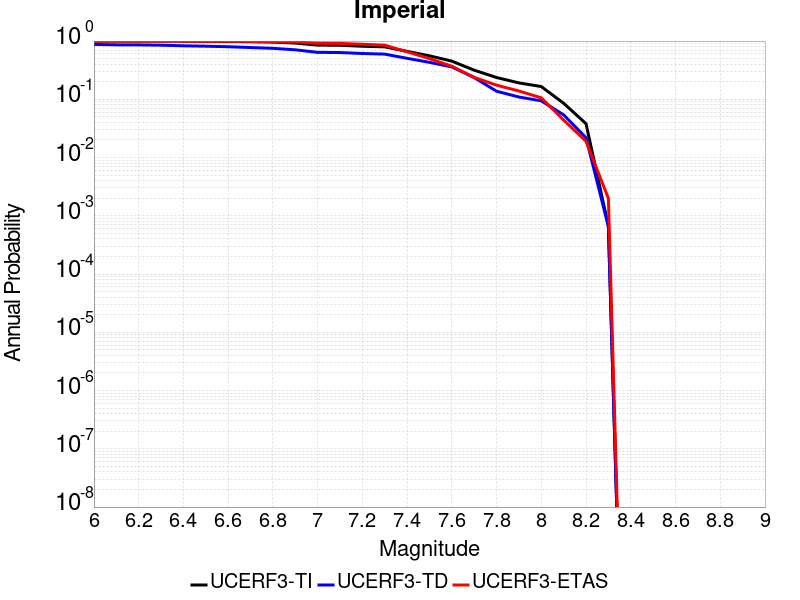 Imperial
10^0
10^-1
10^-2
10^-3
10^-4
10^-5
10^-6
10^-7
10^-8
Annual Probability
6 6.2 6.4 6.6 6.8 7 7.2 7.4 7.6 7.8 8 8.2 8.4 8.6 8.8 9
Magnitude
UCERF3-TI UCERF3-TD UCERF3-ETAS